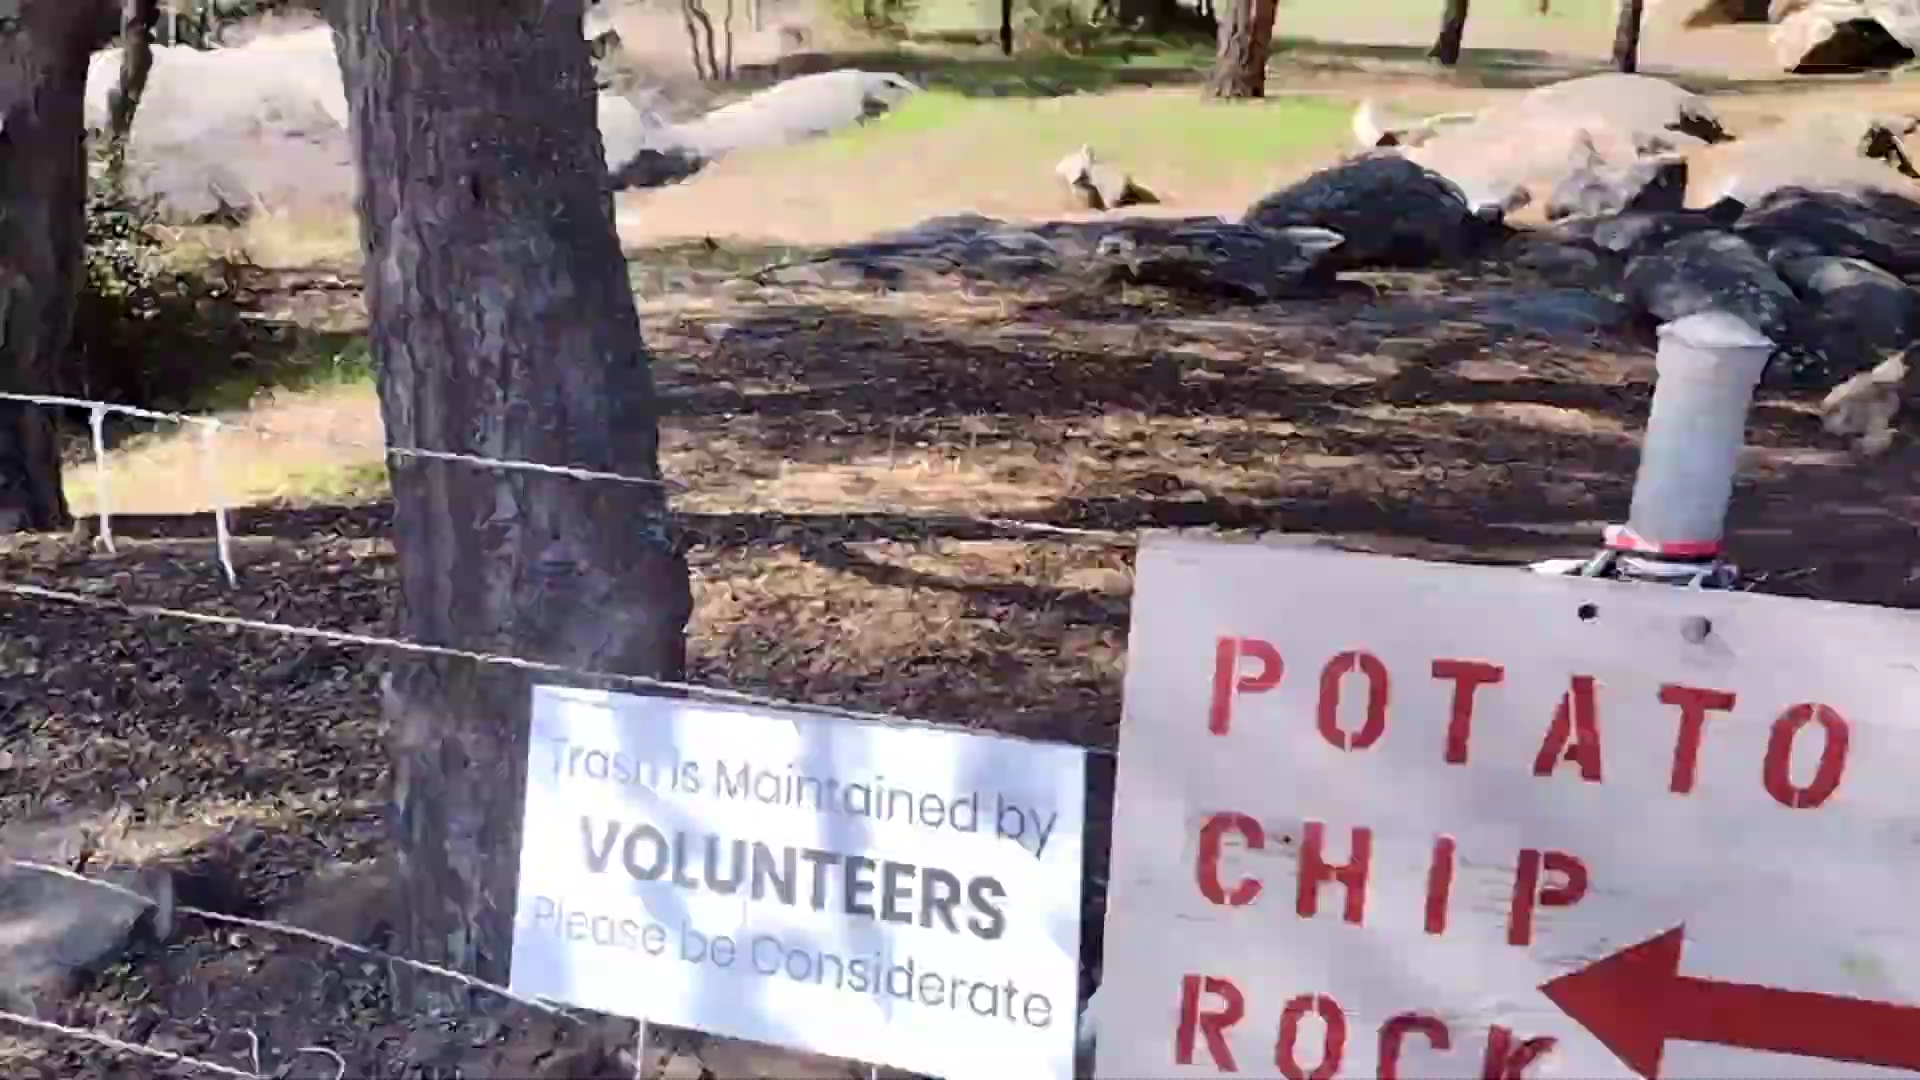 Trash is Maintained by
VOLUNTEERS
Please be Considerate
POTATO
CHIP
ROCK